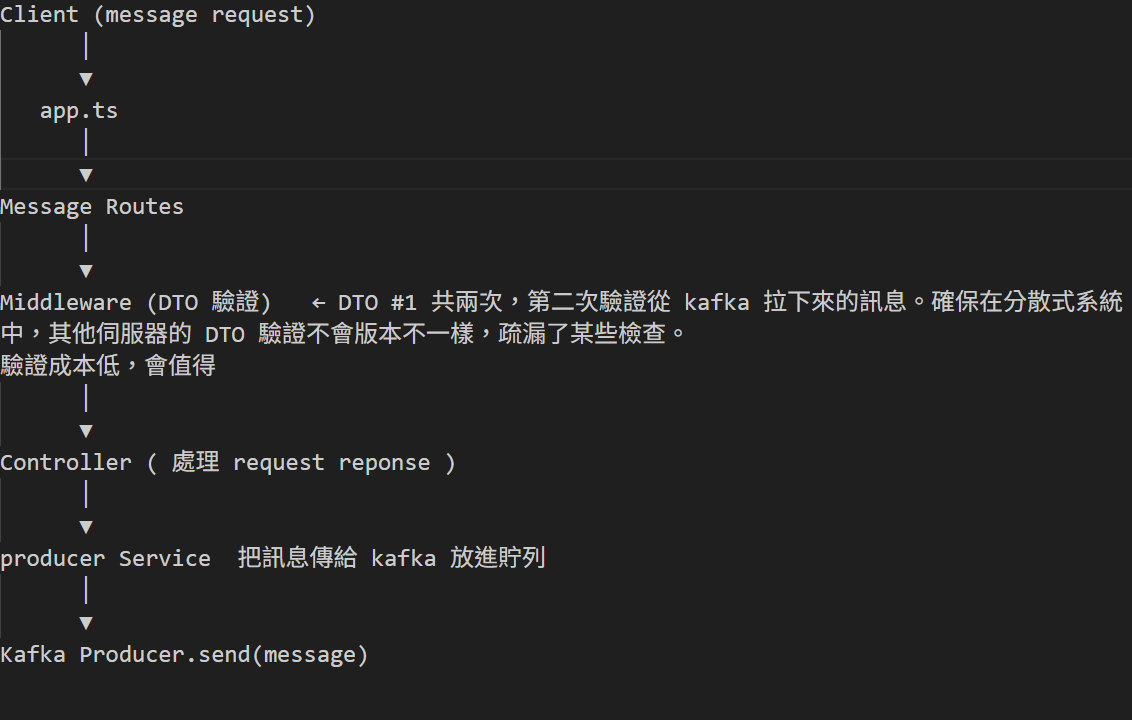 Client (message request)
│
▼
app.ts
│
▼
Message Routes
│
▼
Middleware (DTO 驗證)   ← DTO #1 共兩次，第二次驗證從 kafka 拉下來的訊息。確保在分散式系統
中，其他伺服器的 DTO 驗證不會版本不一樣，疏漏了某些檢查。
驗證成本低，會值得
│
▼
Controller ( 處理 request reponse )
│
▼
producer Service  把訊息傳給 kafka 放進貯列
│
▼
Kafka Producer.send(message)